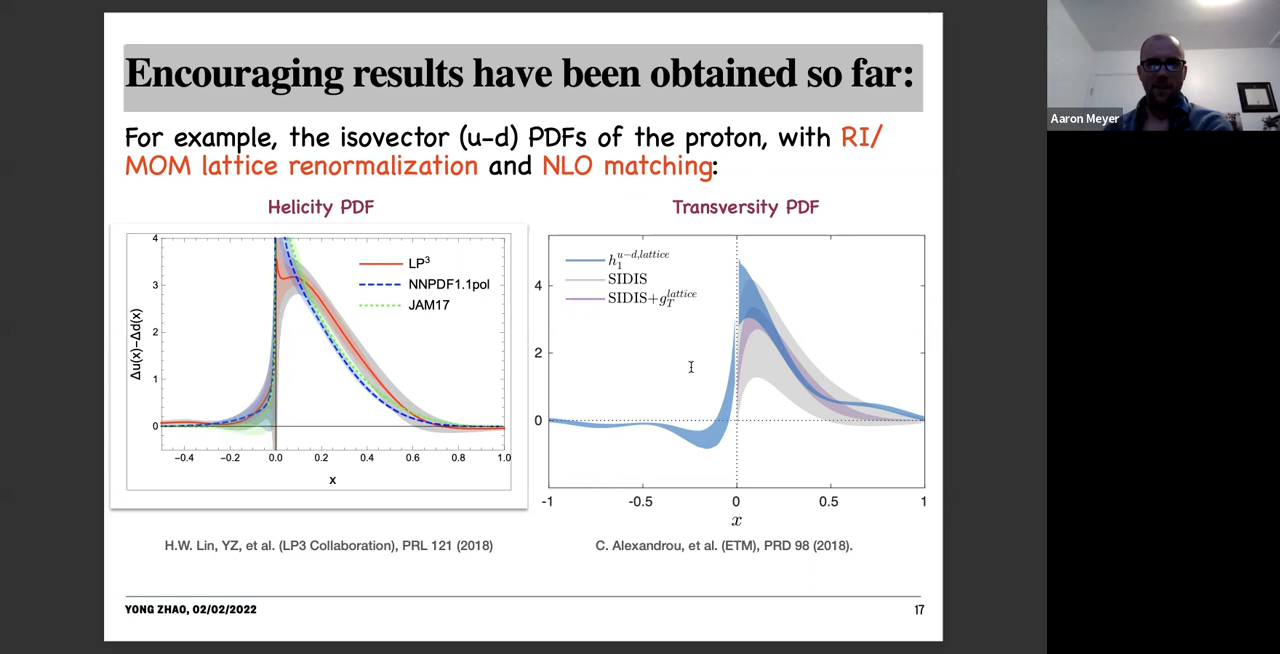 Encouraging results have been obtained so far:
For example, the isovector (u-d) PDFs of the proton, with RI/
MOM lattice renormalization and NLO matching:
Helicity PDF
Δu(x)−Δd(x)
4
3
2
1
0
LP³
NNPDF1.1pol
JAM17
−0.4 −0.2 0.0 0.2 0.4 0.6 0.8 1.0
x
H.W. Lin, YZ, et al. (LP3 Collaboration), PRL 121 (2018)
Transversity PDF
h₁ᵘ⁻ᵈ,ˡᵃᵗᵗⁱᶜᵉ
SIDIS
SIDIS+g_T^lattice
4
2
0
-1 -0.5 0 0.5 1
x
C. Alexandrou, et al. (ETM), PRD 98 (2018).
YONG ZHAO, 02/02/2022
17
Aaron Meyer